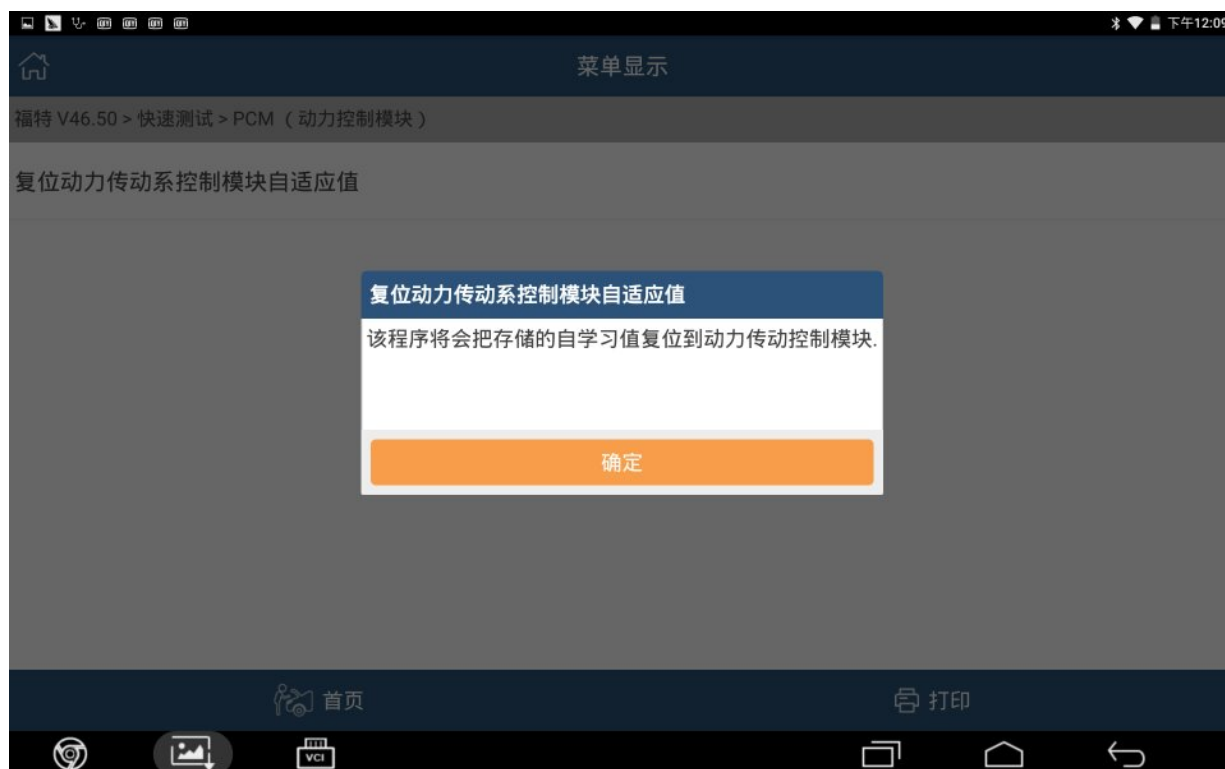 下午12:09
菜单显示
福特 V46.50 > 快速测试 > PCM （动力控制模块）
复位动力传动系控制模块自适应值
复位动力传动系控制模块自适应值
该程序将会把存储的自学习值复位到动力传动控制模块.
确定
首页
打印
VCI